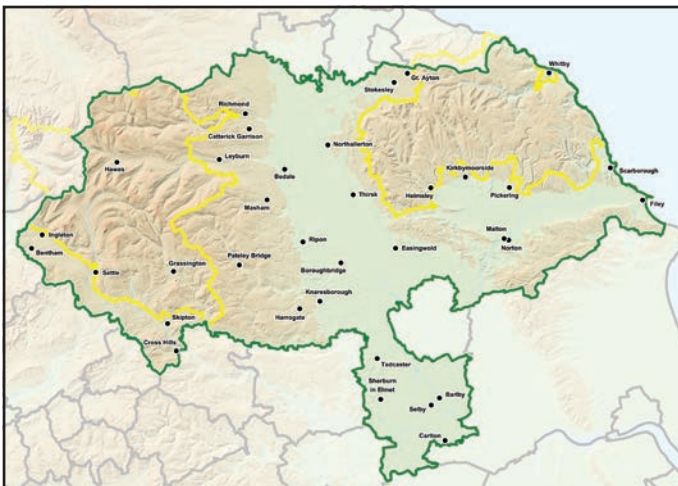 Whitby
Gt. Ayton
Stokesley
Richmond
Catterick Garrison
Northallerton
Leyburn
Hawes
Bedale
Kirkbymoorside
Scarborough
Helmsley
Pickering
Thirsk
Masham
Filey
Ingleton
Malton
Norton
Ripon
Easingwold
Bentham
Settle
Grassington
Pateley Bridge
Boroughbridge
Knaresborough
Harrogate
Skipton
Cross Hills
Tadcaster
Sherburn
in Elmet
Barlby
Selby
Carlton